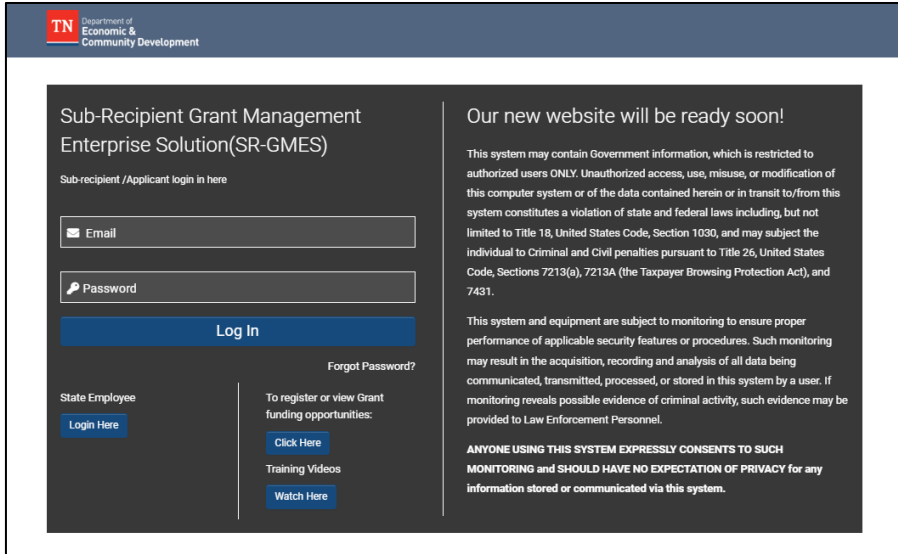 TN
Department of
Economic &
Community Development
Sub-Recipient Grant Management
Enterprise Solution(SR-GMES)
Sub-recipient /Applicant login in here
Email
Password
Log In
Forgot Password?
State Employee
Login Here
To register or view Grant
funding opportunities:
Click Here
Training Videos
Watch Here
Our new website will be ready soon!
This system may contain Government information, which is restricted to
authorized users ONLY. Unauthorized access, use, misuse, or modification of
this computer system or of the data contained herein or in transit to/from this
system constitutes a violation of state and federal laws including, but not
limited to Title 18, United States Code, Section 1030, and may subject the
individual to Criminal and Civil penalties pursuant to Title 26, United States
Code, Sections 7213(a), 7213A (the Taxpayer Browsing Protection Act), and
7431.
This system and equipment are subject to monitoring to ensure proper
performance of applicable security features or procedures. Such monitoring
may result in the acquisition, recording and analysis of all data being
communicated, transmitted, processed, or stored in this system by a user. If
monitoring reveals possible evidence of criminal activity, such evidence may be
provided to Law Enforcement Personnel.
ANYONE USING THIS SYSTEM EXPRESSLY CONSENTS TO SUCH
MONITORING and SHOULD HAVE NO EXPECTATION OF PRIVACY for any
information stored or communicated via this system.